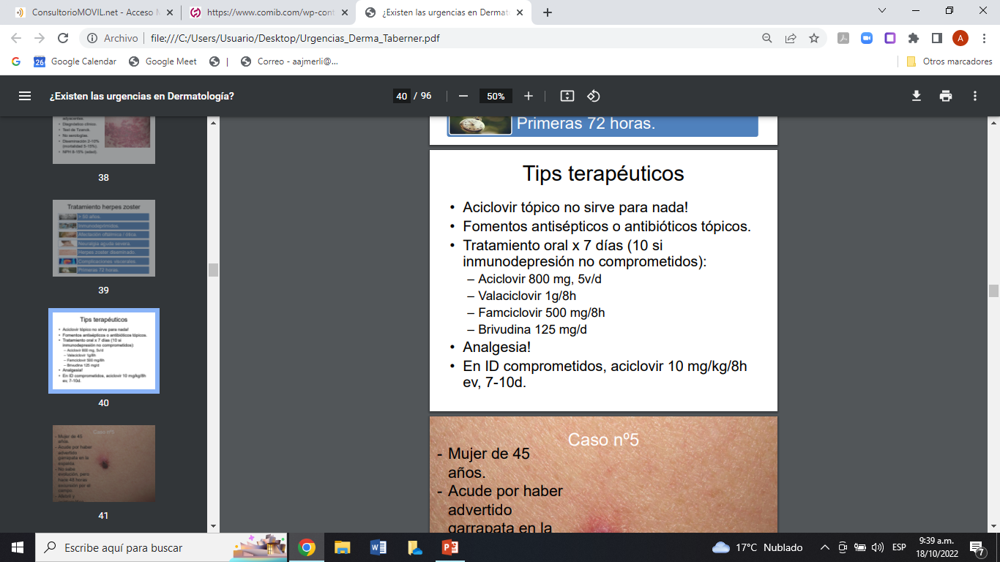 ConsultorioMOVIL.net - Acceso M
https://www.comib.com/wp-cont
¿Existen las urgencias en Dermat
Archivo
file:///C:/Users/Usuario/Desktop/Urgencias_Derma_Taberner.pdf
A
G
26
Google Calendar
Google Meet
|
Correo - aajmerli@...
Otros marcadores
¿Existen las urgencias en Dermatología?
40 / 96
50%
adyacentes.
• Diagnóstico clínico.
• Test de Tzanck.
• No serologías.
• Diseminación 2-10%
(mortalidad 5-15%).
• NPH 8-15% (edad).
38
Tratamiento herpes zoster
> 50 años.
Inmunodeprimidos.
Afectación oftálmica / ótica.
Neuralgia aguda severa.
Herpes zoster diseminado.
Complicaciones viscerales.
Primeras 72 horas.
39
Tips terapéuticos
• Aciclovir tópico no sirve para nada!
• Fomentos antisépticos o antibióticos tópicos.
• Tratamiento oral x 7 días (10 si
inmunodepresión no comprometidos):
– Aciclovir 800 mg, 5v/d
– Valaciclovir 1g/8h
– Famciclovir 500 mg/8h
– Brivudina 125 mg/d
• Analgesia!
• En ID comprometidos, aciclovir 10 mg/kg/8h
ev, 7-10d.
40
Caso nº5
- Mujer de 45
años.
- Acude por haber
advertido
garrapata en la
espalda.
- No sabe
evolución, pero
hace 48 horas
excursión por el
campo.
- Afebril y
41
Primeras 72 horas.
Tips terapéuticos
• Aciclovir tópico no sirve para nada!
• Fomentos antisépticos o antibióticos tópicos.
• Tratamiento oral x 7 días (10 si
inmunodepresión no comprometidos):
– Aciclovir 800 mg, 5v/d
– Valaciclovir 1g/8h
– Famciclovir 500 mg/8h
– Brivudina 125 mg/d
• Analgesia!
• En ID comprometidos, aciclovir 10 mg/kg/8h
ev, 7-10d.
Caso nº5
- Mujer de 45
años.
- Acude por haber
advertido
garrapata en la
Escribe aquí para buscar
17°C Nublado
ESP
9:39 a.m.
18/10/2022
7